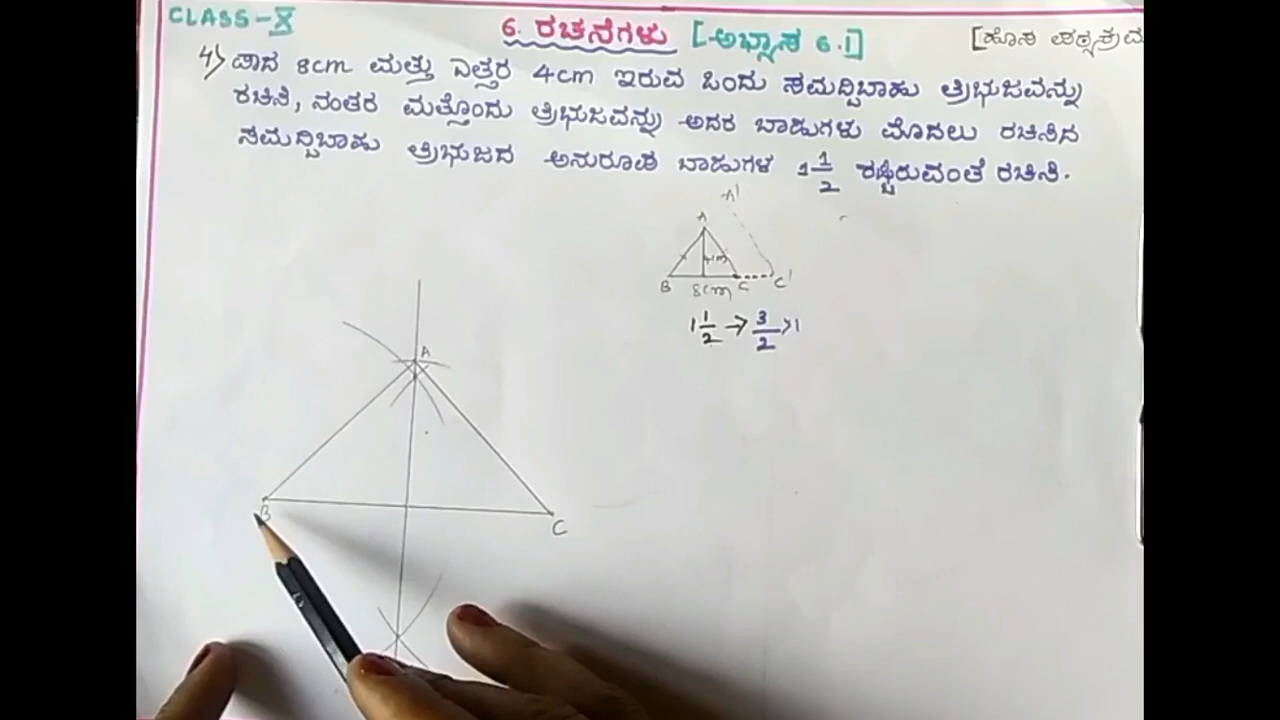 CLASS-X
6. ರಚನೆಗಳು [ಅಭ್ಯಾಸ 6.1]
[ಹೊಸ ಪಠ್ಯಕ್ರಮ
4) ಪಾದ 8cm ಮತ್ತು ಎತ್ತರ 4cm ಇರುವ ಒಂದು ಸಮದ್ವಿಬಾಹು ತ್ರಿಭುಜವನ್ನು
ರಚಿಸಿ, ನಂತರ ಮತ್ತೊಂದು ತ್ರಿಭುಜವನ್ನು ಅದರ ಬಾಹುಗಳು ಮೊದಲು ರಚಿಸಿದ
ಸಮದ್ವಿಬಾಹು ತ್ರಿಭುಜದ ಅನುರೂಪ ಬಾಹುಗಳ 1 1/2 ರಷ್ಟಿರುವಂತೆ ರಚಿಸಿ.
A'
A
4cm
B 8cm C C'
1 1/2 → 3/2 > 1
A
B
C